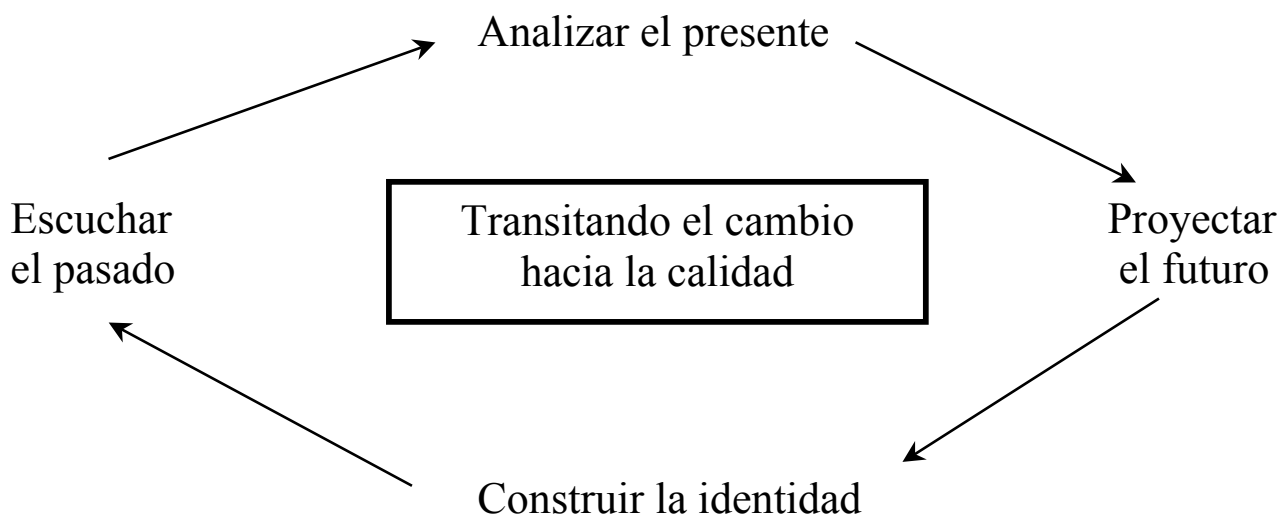 Analizar el presente
Escuchar
el pasado
Transitando el cambio
hacia la calidad
Proyectar
el futuro
Construir la identidad